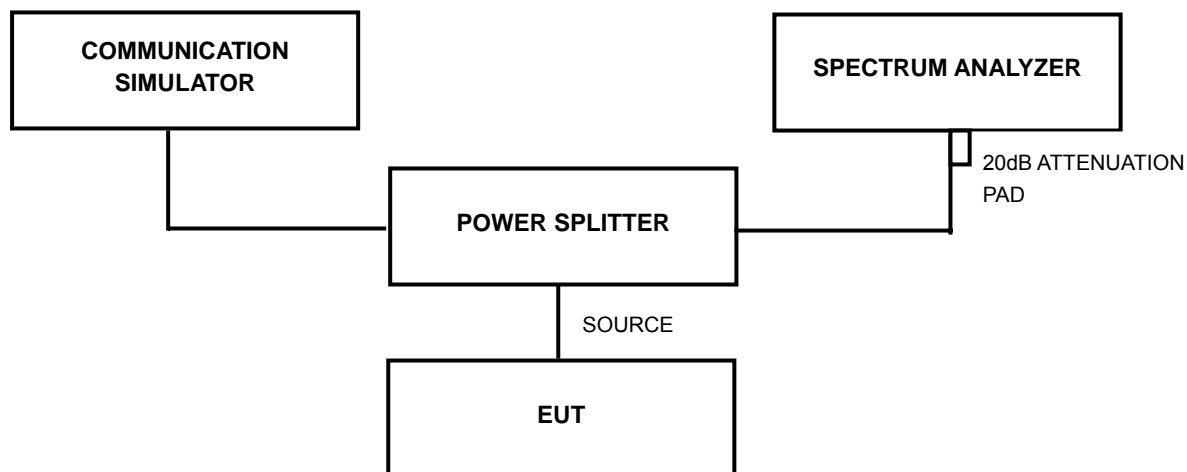 COMMUNICATION
SIMULATOR
SPECTRUM ANALYZER
20dB ATTENUATION
PAD
POWER SPLITTER
SOURCE
EUT